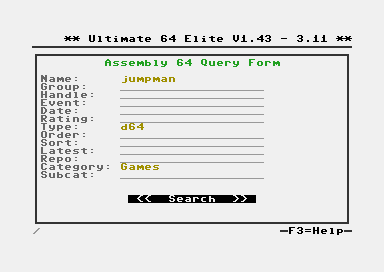 ** Ultimate 64 Elite V1.43 - 3.11 **
Assembly 64 Query Form
Name: jumpman
Group:
Handle:
Event:
Date:
Rating:
Type: d64
Order:
Sort:
Latest:
Repo:
Category: Games
Subcat:
<< Search >>
F3=Help